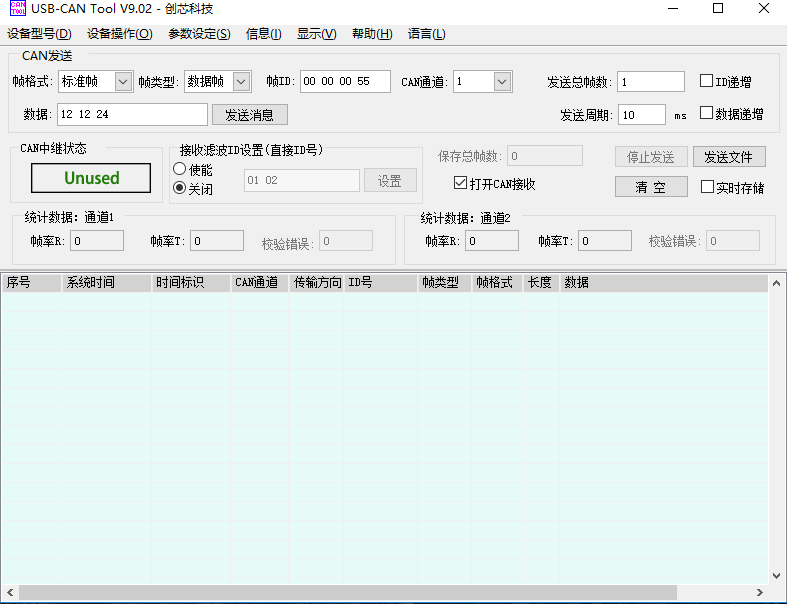 CAN TOOL USB-CAN Tool V9.02 - 创芯科技
设备型号(D) 设备操作(O) 参数设定(S) 信息(I) 显示(V) 帮助(H) 语言(L)
CAN发送
帧格式: 标准帧 帧类型: 数据帧 帧ID: 00 00 00 55 CAN通道: 1 发送总帧数: 1 ID递增
数据: 12 12 24 发送消息 发送周期: 10 ms 数据递增
CAN中继状态 接收滤波ID设置(直接ID号) 保存总帧数: 0 停止发送 发送文件
Unused 使能 01 02 设置 打开CAN接收 清 空 实时存储
关闭
统计数据: 通道1 统计数据: 通道2
帧率R: 0 帧率T: 0 校验错误: 0 帧率R: 0 帧率T: 0 校验错误: 0
序号 系统时间 时间标识 CAN通道 传输方向 ID号 帧类型 帧格式 长度 数据